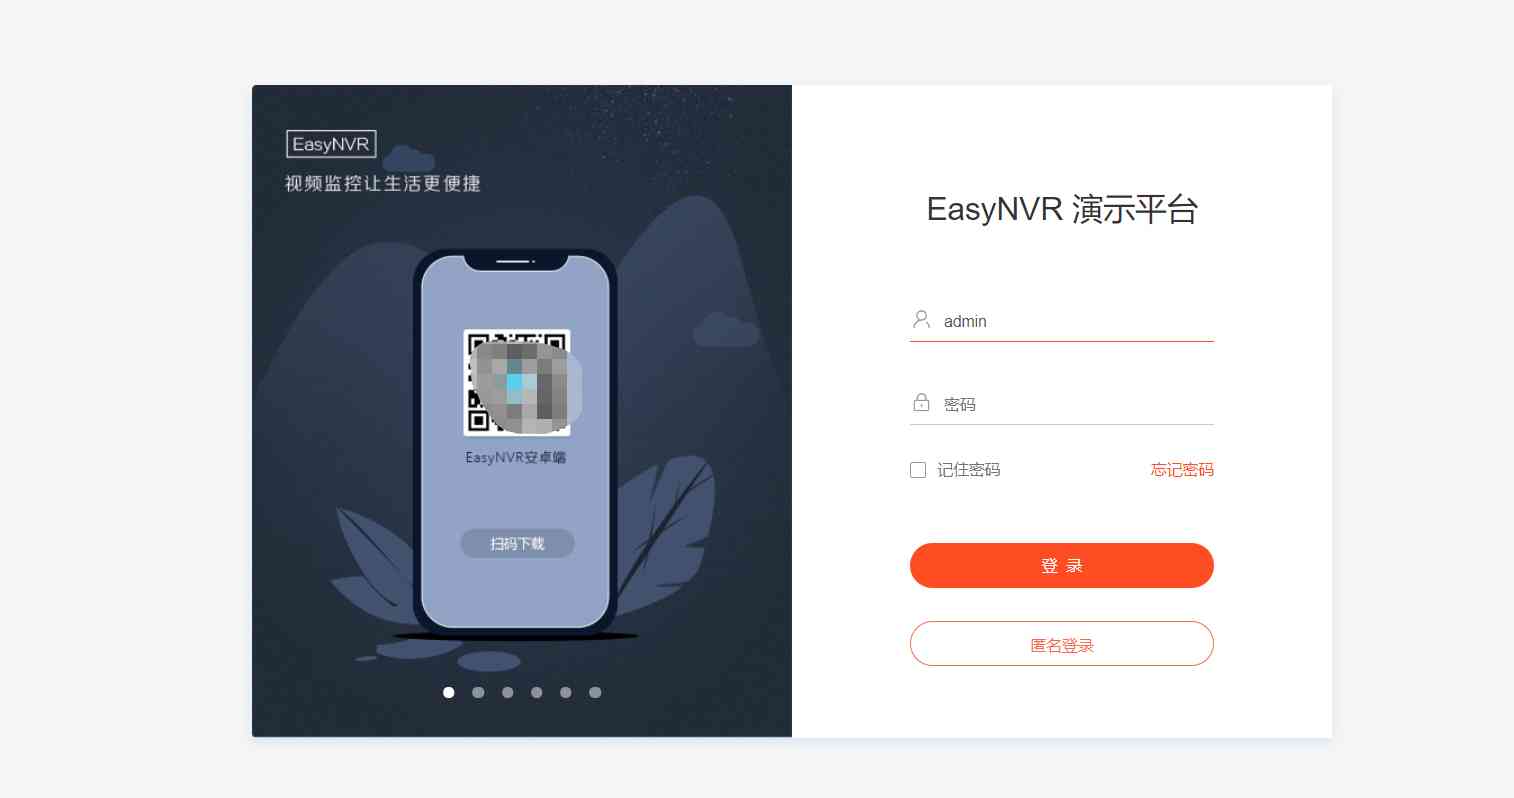 EasyNVR
视频监控让生活更便捷
EasyNVR安卓端
扫码下载
EasyNVR 演示平台
admin
密码
记住密码 忘记密码
登 录
匿名登录